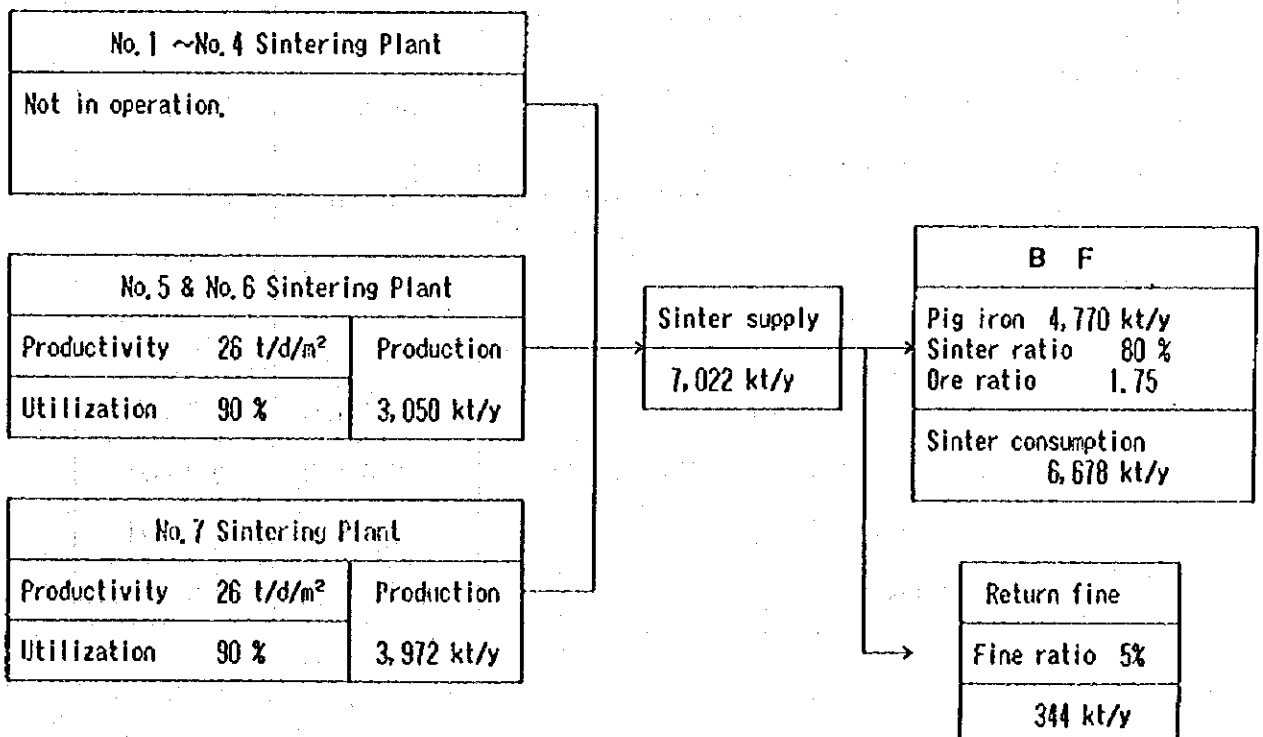 No.1 ~No.4 Sintering Plant
Not in operation.
No.5 & No.6 Sintering Plant
Productivity 26 t/d/m²
Utilization 90 %
Production
3,050 kt/y
No.7 Sintering Plant
Productivity 26 t/d/m²
Utilization 90 %
Production
3,972 kt/y
Sinter supply
7,022 kt/y
B F
Pig iron 4,770 kt/y
Sinter ratio 80 %
Ore ratio 1.75
Sinter consumption
6,678 kt/y
Return fine
Fine ratio 5%
344 kt/y